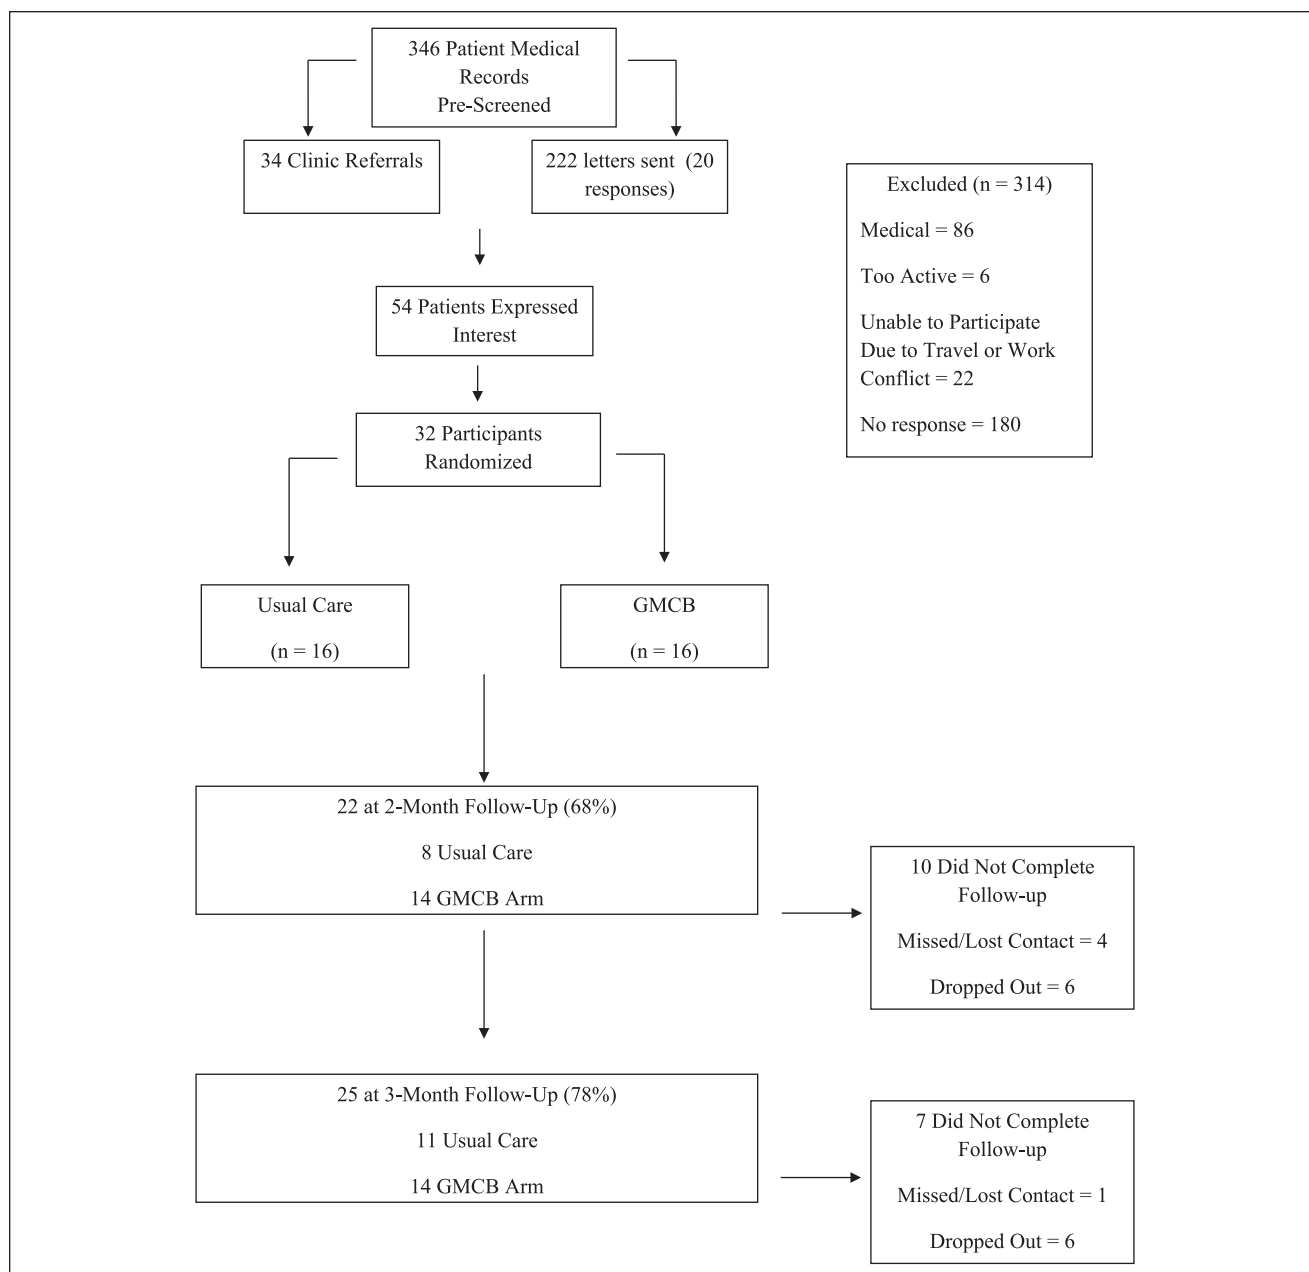 346 Patient Medical
Records
Pre-Screened
34 Clinic Referrals
222 letters sent (20
responses)
Excluded (n = 314)
Medical = 86
Too Active = 6
Unable to Participate
Due to Travel or Work
Conflict = 22
No response = 180
54 Patients Expressed
Interest
32 Participants
Randomized
Usual Care
(n = 16)
GMCB
(n = 16)
22 at 2-Month Follow-Up (68%)
8 Usual Care
14 GMCB Arm
10 Did Not Complete
Follow-up
Missed/Lost Contact = 4
Dropped Out = 6
25 at 3-Month Follow-Up (78%)
11 Usual Care
14 GMCB Arm
7 Did Not Complete
Follow-up
Missed/Lost Contact = 1
Dropped Out = 6